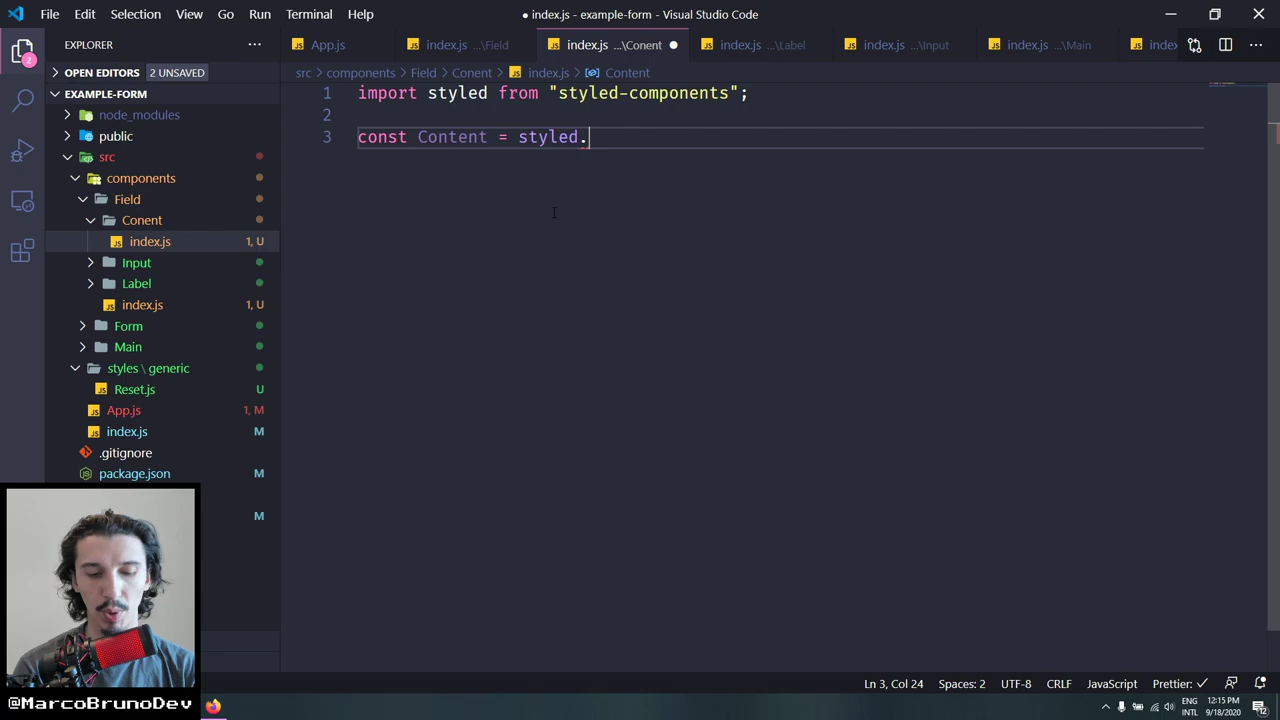 File Edit Selection View Go Run Terminal Help
● index.js - example-form - Visual Studio Code
EXPLORER
2
App.js
index.js ...\Field
index.js ...\Conent
index.js ...\Label
index.js ...\Input
index.js ...\Main
index
OPEN EDITORS 2 UNSAVED
src > components > Field > Conent > index.js > Content
EXAMPLE-FORM
1 import styled from "styled-components";
2
3 const Content = styled.
node_modules
public
src
components
Field
Conent
index.js 1, U
Input
Label
index.js 1, U
Form
Main
styles \ generic
Reset.js U
App.js 1, M
index.js M
.gitignore
package.json M
M
@MarcoBrunoDev
Ln 3, Col 24 Spaces: 2 UTF-8 CRLF JavaScript Prettier: ✓
ENG
INTL
12:15 PM
9/18/2020
12